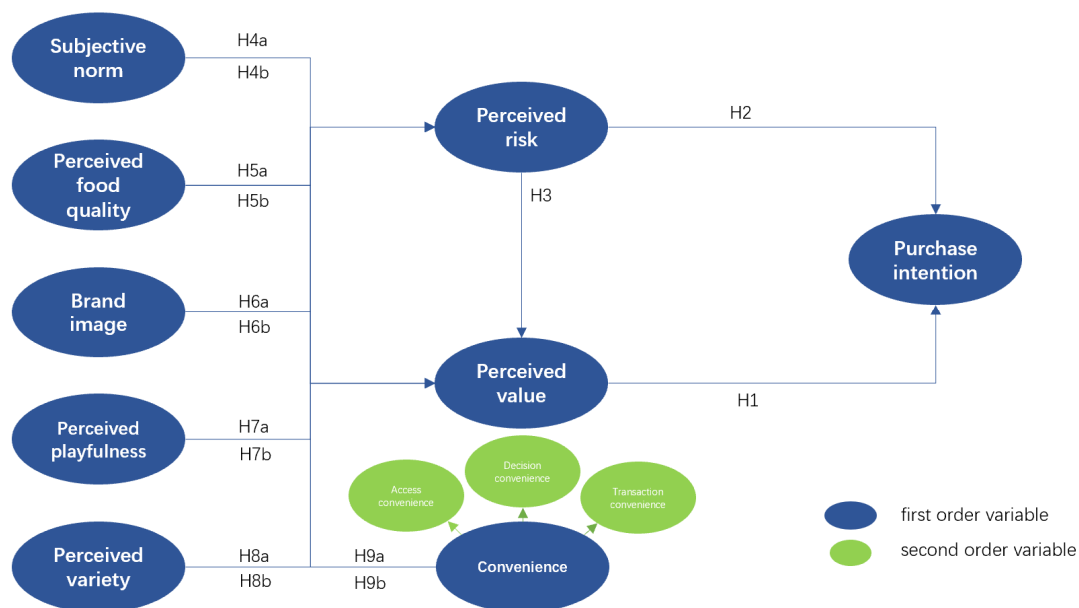 Subjective
norm
H4a
H4b
Perceived
risk
H2
Perceived
food
quality
H5a
H5b
H3
Purchase
intention
Brand
image
H6a
H6b
Perceived
value
H1
Perceived
playfulness
H7a
H7b
Access
convenience
Decision
convenience
Transaction
convenience
first order variable
second order variable
Perceived
variety
H8a
H8b
H9a
H9b
Convenience